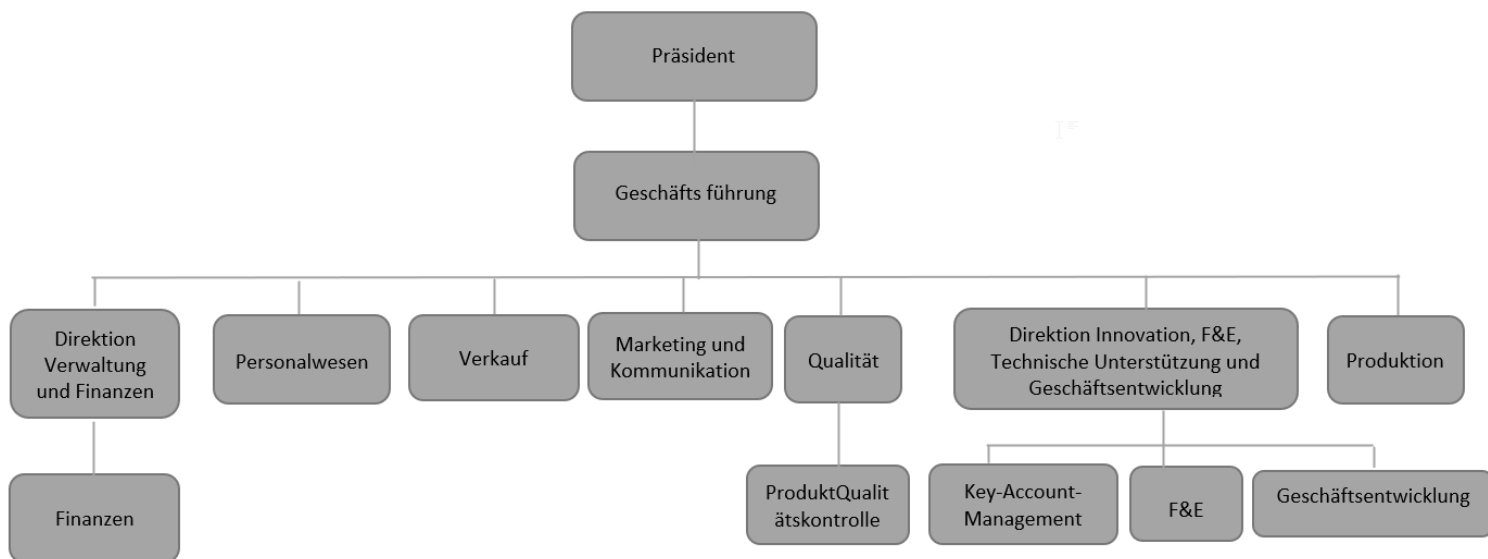 Präsident
Geschäfts führung
Direktion
Verwaltung
und Finanzen
Personalwesen
Verkauf
Marketing und
Kommunikation
Qualität
Direktion Innovation, F&E,
Technische Unterstützung und
Geschäftsentwicklung
Produktion
Finanzen
ProduktQualit
ätskontrolle
Key-Account-
Management
F&E
Geschäftsentwicklung